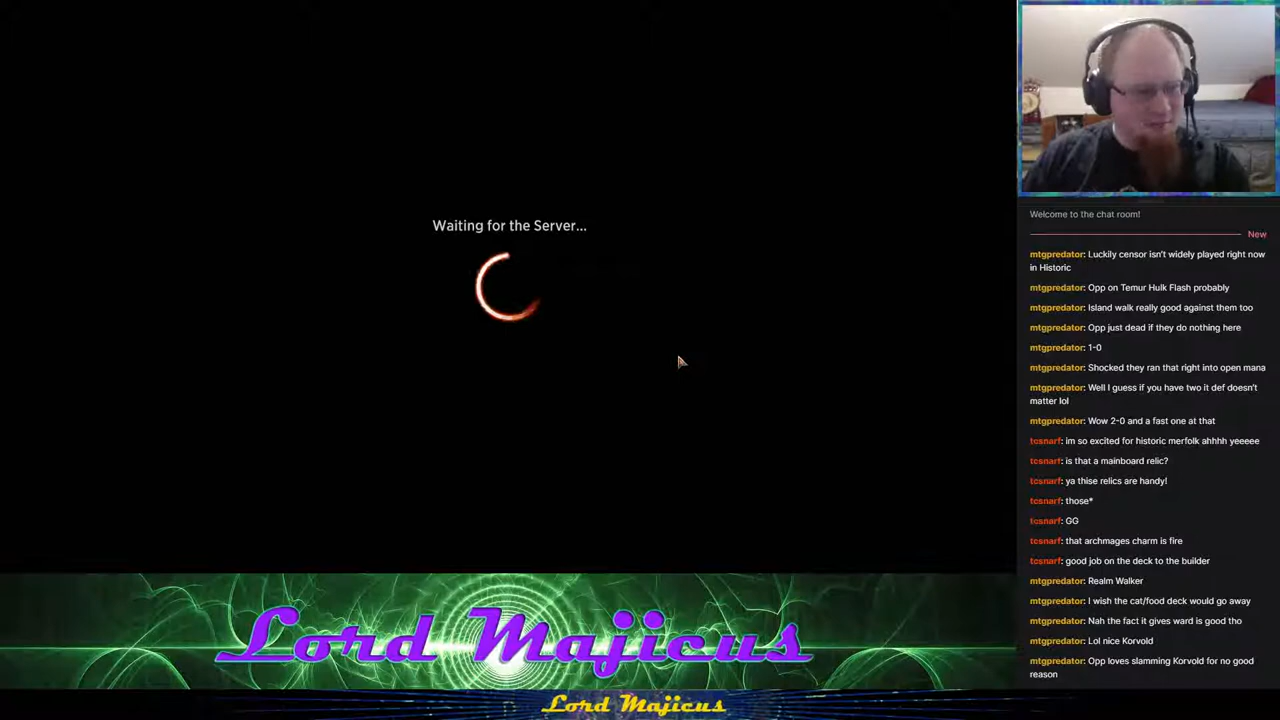 Waiting for the Server...
Welcome to the chat room!
New
mtgpredator: Luckily censor isn't widely played right now
in Historic
mtgpredator: Opp on Temur Hulk Flash probably
mtgpredator: Island walk really good against them too
mtgpredator: Opp just dead if they do nothing here
mtgpredator: 1-0
mtgpredator: Shocked they ran that right into open mana
mtgpredator: Well I guess if you have two it def doesn't
matter lol
mtgpredator: Wow 2-0 and a fast one at that
tcsnarf: im so excited for historic merfolk ahhhh yeeeee
tcsnarf: is that a mainboard relic?
tcsnarf: ya thise relics are handy!
tcsnarf: those*
tcsnarf: GG
tcsnarf: that archmages charm is fire
tcsnarf: good job on the deck to the builder
mtgpredator: Realm Walker
mtgpredator: I wish the cat/food deck would go away
mtgpredator: Nah the fact it gives ward is good tho
mtgpredator: Lol nice Korvold
mtgpredator: Opp loves slamming Korvold for no good
reason
Lord Majicus
Lord Majicus